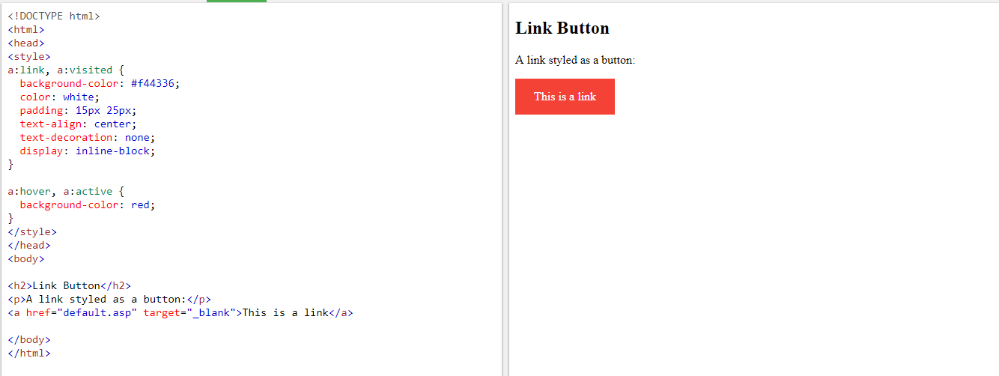 <!DOCTYPE html>
<html>
<head>
<style>
a:link, a:visited {
  background-color: #f44336;
  color: white;
  padding: 15px 25px;
  text-align: center;
  text-decoration: none;
  display: inline-block;
}

a:hover, a:active {
  background-color: red;
}
</style>
</head>
<body>

<h2>Link Button</h2>
<p>A link styled as a button:</p>
<a href="default.asp" target="_blank">This is a link</a>

</body>
</html>

Link Button
A link styled as a button:
This is a link